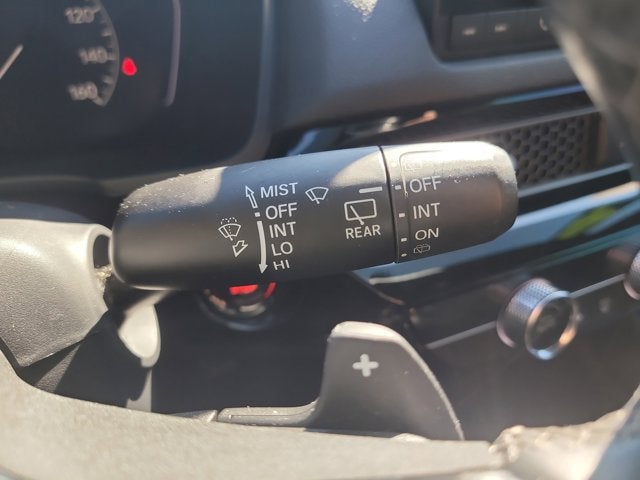 120
140
160
MIST
OFF
INT
LO
HI
REAR
OFF
INT
ON
+